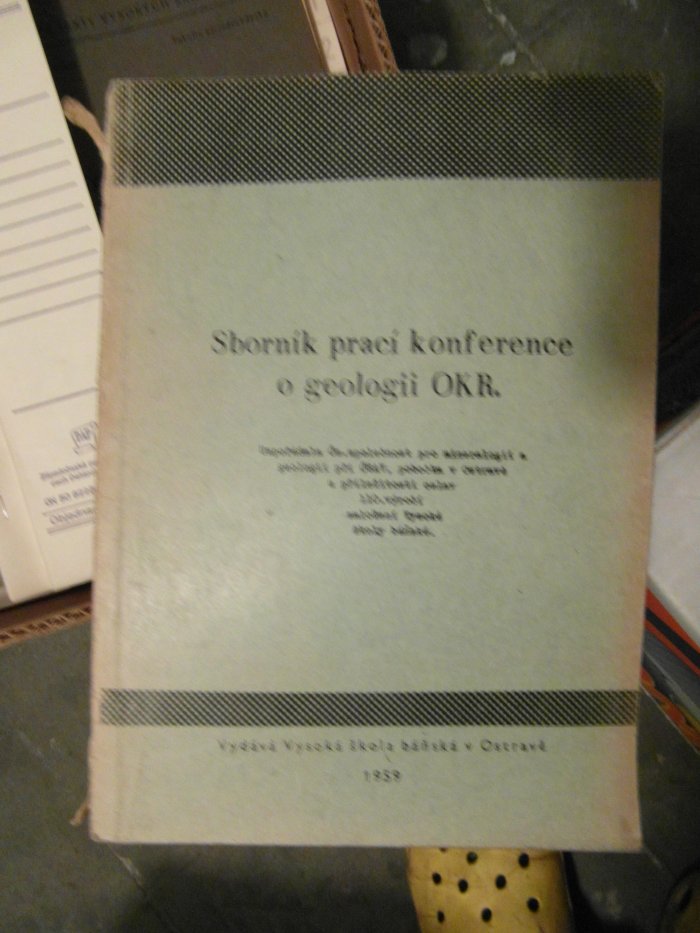 Sborník prací konference
o geologii OKR.
Uspořádala Čs.společnost pro mineralogii a
geologii při ČSAV, pobočka v Ostravě
u příležitosti oslav
110.výročí
založení Vysoké
školy báňské.
Vydává Vysoká škola báňská v Ostravě
1959
Objedna